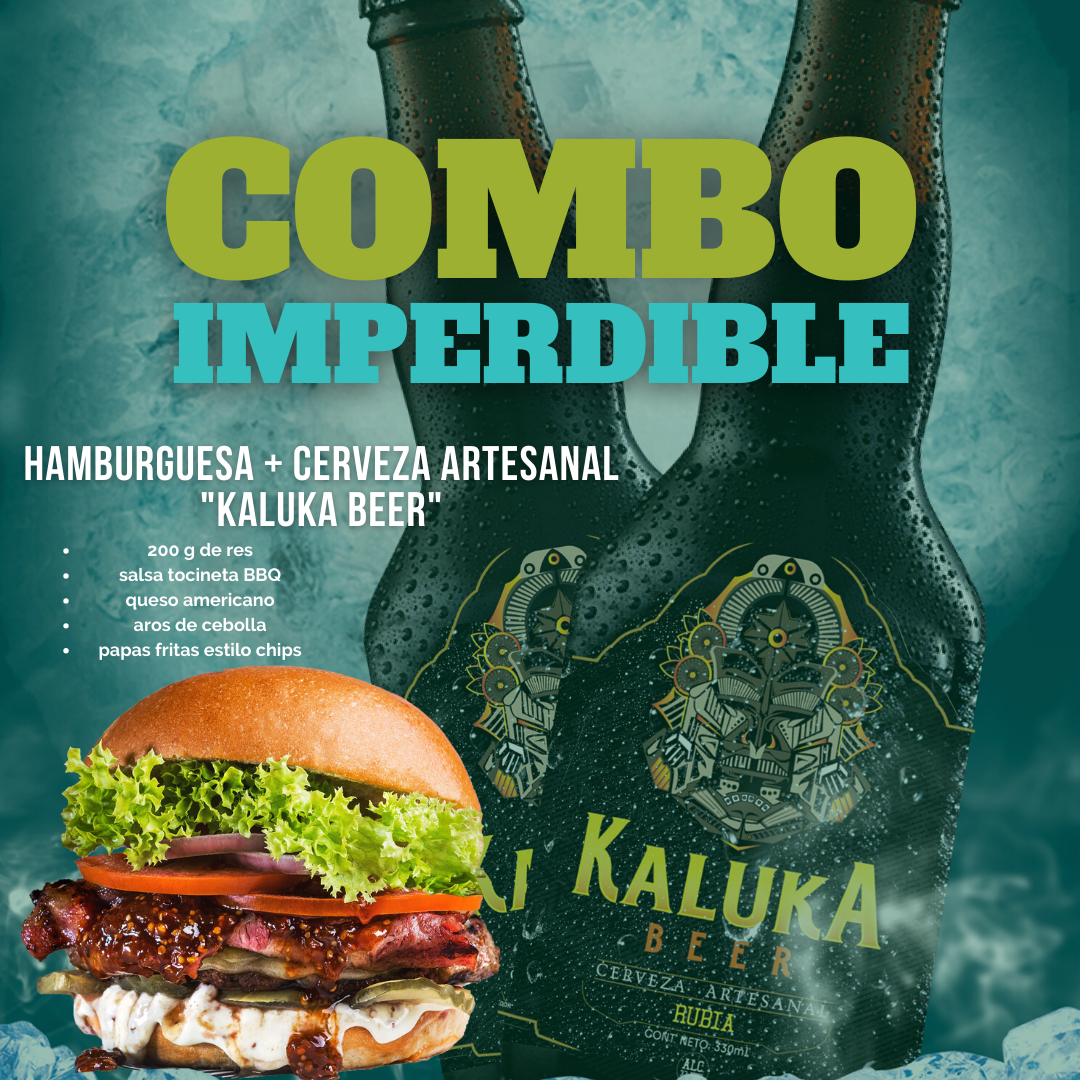 COMBO
IMPERDIBLE
HAMBURGUESA + CERVEZA ARTESANAL
"KALUKA BEER"
• 200 g de res
• salsa tocineta BBQ
• queso americano
• aros de cebolla
• papas fritas estilo chips
KALUKA
BEER
CERVEZA ARTESANAL
RUBIA
CONT NETO: 330ml
ALC